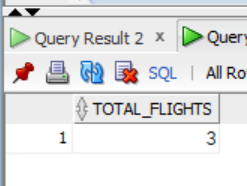 Query Result 2 x Query
SQL | All Ro
TOTAL_FLIGHTS
1 3